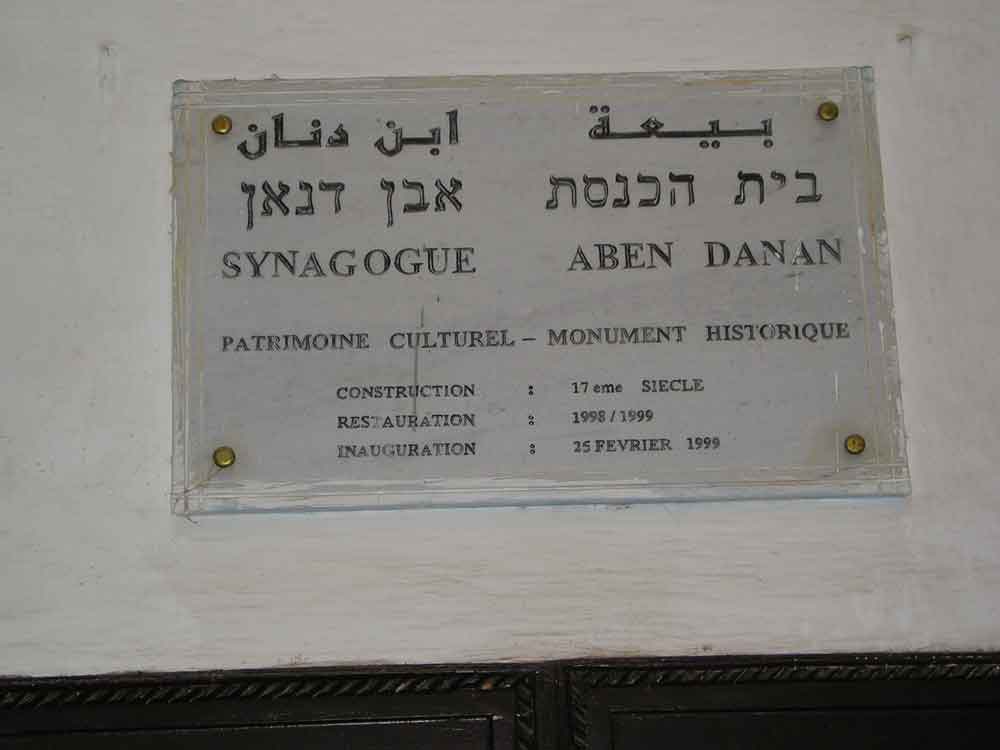 بيعة ابن دنان
בית הכנסת אבן דנאן
SYNAGOGUE ABEN DANAN
PATRIMOINE CULTUREL – MONUMENT HISTORIQUE
CONSTRUCTION : 17 eme SIECLE
RESTAURATION : 1998 / 1999
INAUGURATION : 25 FEVRIER 1999